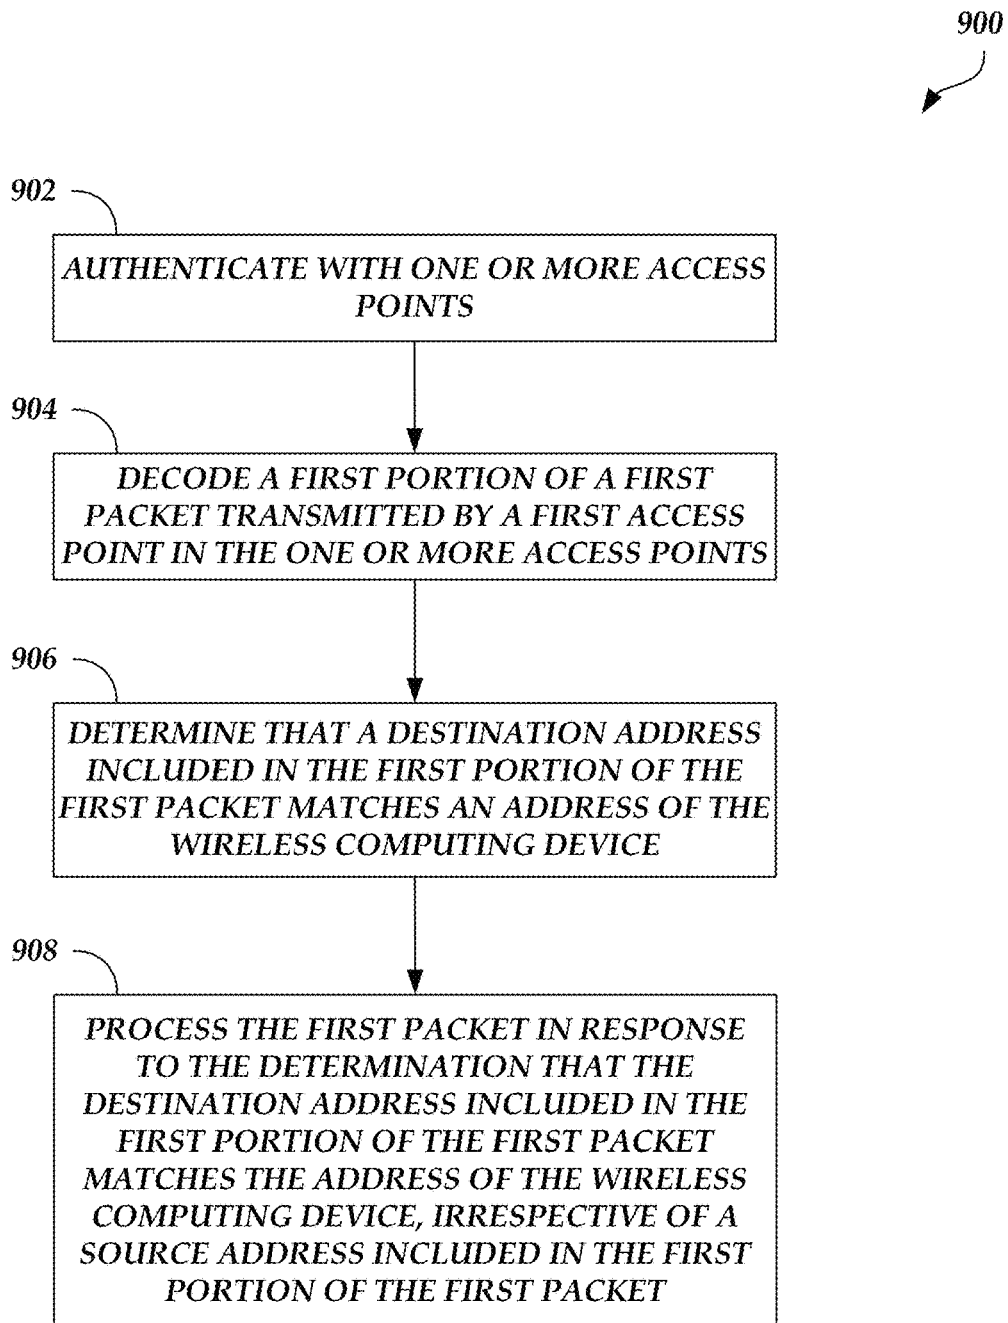 900
902
AUTHENTICATE WITH ONE OR MORE ACCESS
POINTS
904
DECODE A FIRST PORTION OF A FIRST
PACKET TRANSMITTED BY A FIRST ACCESS
POINT IN THE ONE OR MORE ACCESS POINTS
906
DETERMINE THAT A DESTINATION ADDRESS
INCLUDED IN THE FIRST PORTION OF THE
FIRST PACKET MATCHES AN ADDRESS OF THE
WIRELESS COMPUTING DEVICE
908
PROCESS THE FIRST PACKET IN RESPONSE
TO THE DETERMINATION THAT THE
DESTINATION ADDRESS INCLUDED IN THE
FIRST PORTION OF THE FIRST PACKET
MATCHES THE ADDRESS OF THE WIRELESS
COMPUTING DEVICE, IRRESPECTIVE OF A
SOURCE ADDRESS INCLUDED IN THE FIRST
PORTION OF THE FIRST PACKET